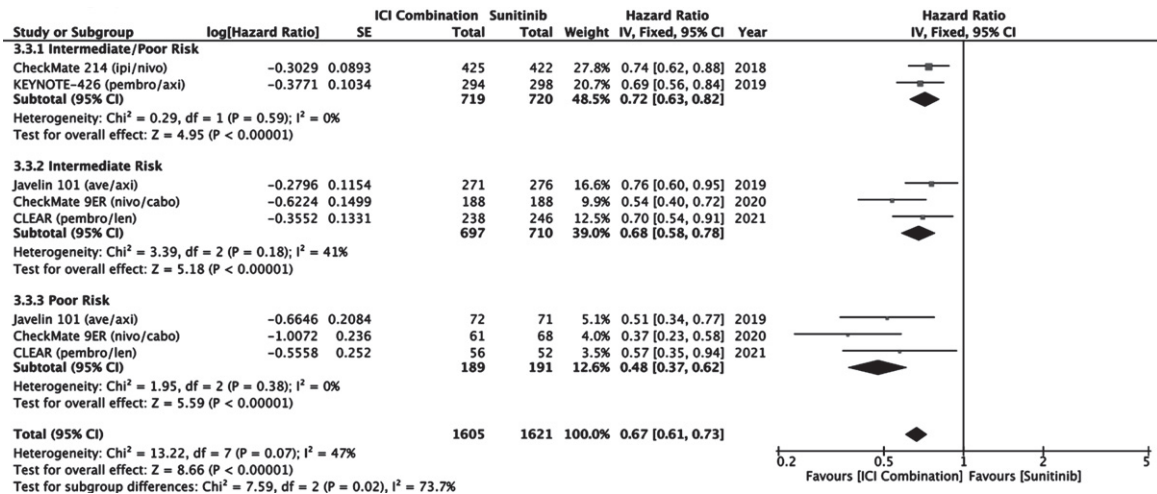 ICI Combination Sunitinib Hazard Ratio Hazard Ratio
Study or Subgroup log[Hazard Ratio] SE Total Total Weight IV, Fixed, 95% CI Year IV, Fixed, 95% CI
3.3.1 Intermediate/Poor Risk
CheckMate 214 (ipi/nivo) -0.3029 0.0893 425 422 27.8% 0.74 [0.62, 0.88] 2018
KEYNOTE-426 (pembro/axi) -0.3771 0.1034 294 298 20.7% 0.69 [0.56, 0.84] 2019
Subtotal (95% CI) 719 720 48.5% 0.72 [0.63, 0.82]
Heterogeneity: Chi² = 0.29, df = 1 (P = 0.59); I² = 0%
Test for overall effect: Z = 4.95 (P < 0.00001)
3.3.2 Intermediate Risk
Javelin 101 (ave/axi) -0.2796 0.1154 271 276 16.6% 0.76 [0.60, 0.95] 2019
CheckMate 9ER (nivo/cabo) -0.6224 0.1499 188 188 9.9% 0.54 [0.40, 0.72] 2020
CLEAR (pembro/len) -0.3552 0.1331 238 246 12.5% 0.70 [0.54, 0.91] 2021
Subtotal (95% CI) 697 710 39.0% 0.68 [0.58, 0.78]
Heterogeneity: Chi² = 3.39, df = 2 (P = 0.18); I² = 41%
Test for overall effect: Z = 5.18 (P < 0.00001)
3.3.3 Poor Risk
Javelin 101 (ave/axi) -0.6646 0.2084 72 71 5.1% 0.51 [0.34, 0.77] 2019
CheckMate 9ER (nivo/cabo) -1.0072 0.236 61 68 4.0% 0.37 [0.23, 0.58] 2020
CLEAR (pembro/len) -0.5558 0.252 56 52 3.5% 0.57 [0.35, 0.94] 2021
Subtotal (95% CI) 189 191 12.6% 0.48 [0.37, 0.62]
Heterogeneity: Chi² = 1.95, df = 2 (P = 0.38); I² = 0%
Test for overall effect: Z = 5.59 (P < 0.00001)
Total (95% CI) 1605 1621 100.0% 0.67 [0.61, 0.73]
Heterogeneity: Chi² = 13.22, df = 7 (P = 0.07); I² = 47%
Test for overall effect: Z = 8.66 (P < 0.00001)
Test for subgroup differences: Chi² = 7.59, df = 2 (P = 0.02), I² = 73.7%
0.2 0.5 1 2 5
Favours [ICI Combination] Favours [Sunitinib]